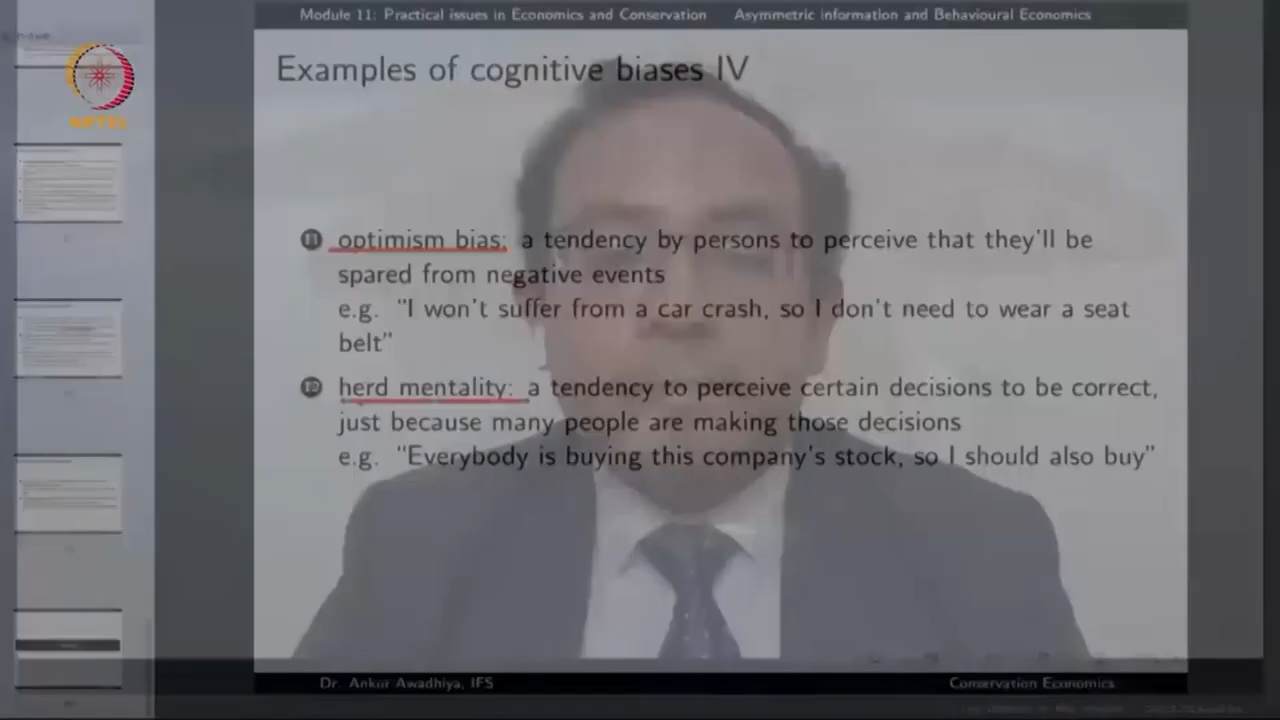 Module 11: Practical issues in Economics and Conservation Asymmetric information and Behavioural Economics
NPTEL
Examples of cognitive biases IV
11 optimism bias: a tendency by persons to perceive that they'll be
spared from negative events
e.g. "I won't suffer from a car crash, so I don't need to wear a seat
belt"
12 herd mentality: a tendency to perceive certain decisions to be correct,
just because many people are making those decisions
e.g. "Everybody is buying this company's stock, so I should also buy"
Dr. Ankur Awadhiya, IFS Conservation Economics